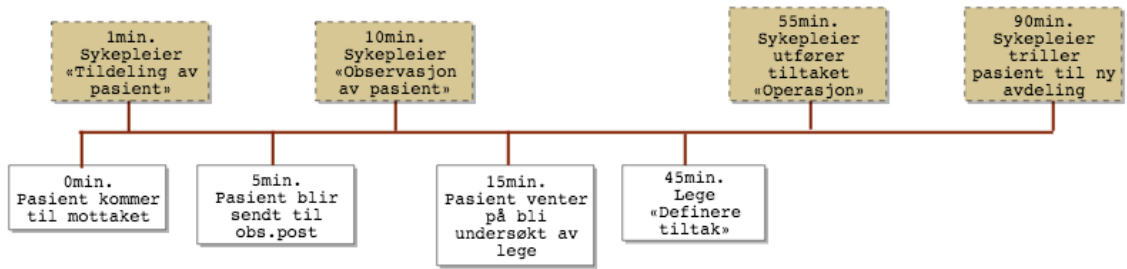 1min.
Sykepleier
«Tildeling av
pasient»
10min.
Sykepleier
«Observasjon
av pasient»
55min.
Sykepleier
utfører
tiltaket
«Operasjon»
90min.
Sykepleier
triller
pasient til ny
avdeling
0min.
Pasient kommer
til mottaket
5min.
Pasient blir
sendt til
obs.post
15min.
Pasient venter
på bli
undersøkt av
lege
45min.
Lege
«Definere
tiltak»